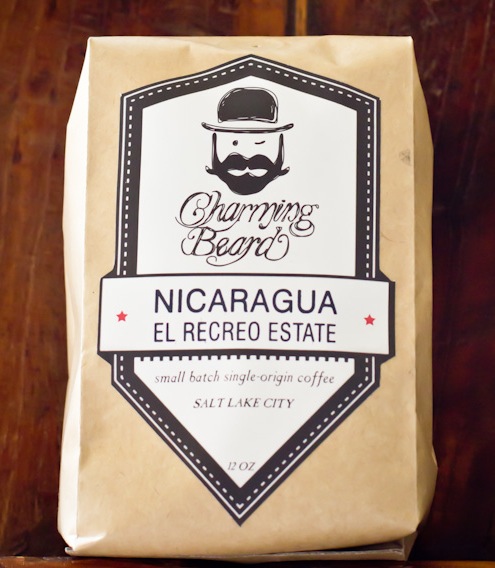 Charming
Beard
NICARAGUA
EL RECREO ESTATE
small batch single-origin coffee
SALT LAKE CITY
12 OZ